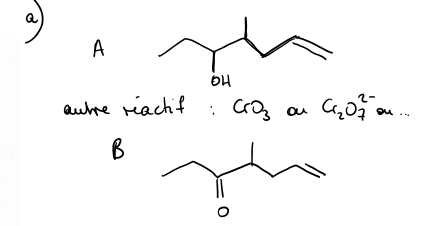 a)
A
OH
autre réactif : CrO3 ou Cr2O7^2- ou ...
B
O